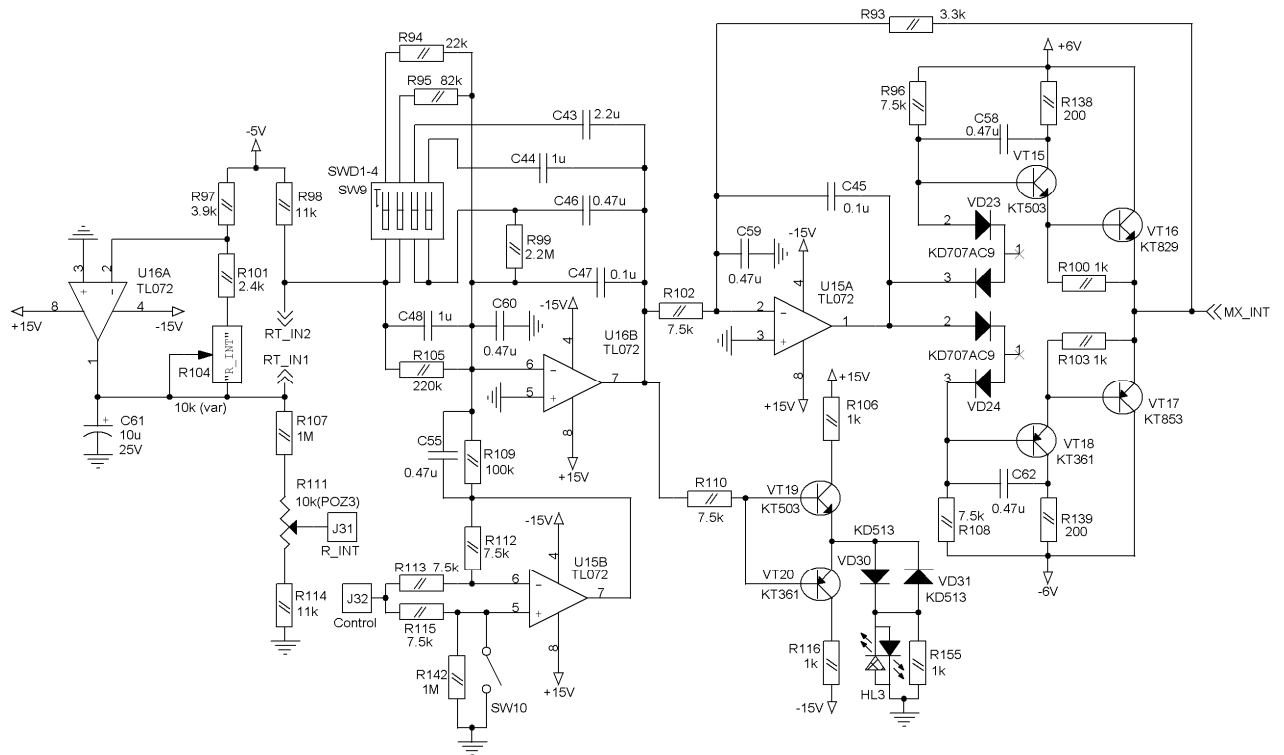 R93 3.3k
R94 22k
R95 82k
C43 2.2u
C44 1u
SWD1-4
SW9
C46 0.47u
R99
2.2M
C47 0.1u
-5V
R97
3.9k
R98
11k
3
2
U16A
TL072
8
4
+15V
-15V
1
R101
2.4k
"R_INT"
R104
10k (var)
RT_IN2
RT_IN1
C61
10u
25V
+
R107
1M
R111
10k(POZ3)
J31
R_INT
R114
11k
C48 1u
C60
0.47u
R105
220k
-15V
4
U16B
TL072
6
5
7
8
+15V
C55
0.47u
R109
100k
R112
7.5k
-15V
4
U15B
TL072
R113 7.5k
6
5
7
8
+15V
J32
Control
R115
7.5k
R142
1M
SW10
R102
7.5k
C45
0.1u
C59
0.47u
-15V
4
U15A
TL072
2
3
1
8
+15V
+15V
R106
1k
R110
7.5k
VT19
KT503
VT20
KT361
R116
1k
-15V
KD513
VD30
VD31
KD513
R155
1k
HL3
+6V
R96
7.5k
R138
200
C58
0.47u
VT15
KT503
VD23
2
1
KD707AC9
3
VT16
KT829
R100 1k
MX_INT
2
1
KD707AC9
3
VD24
R103 1k
VT17
KT853
VT18
KT361
C62
0.47u
7.5k
R108
R139
200
-6V